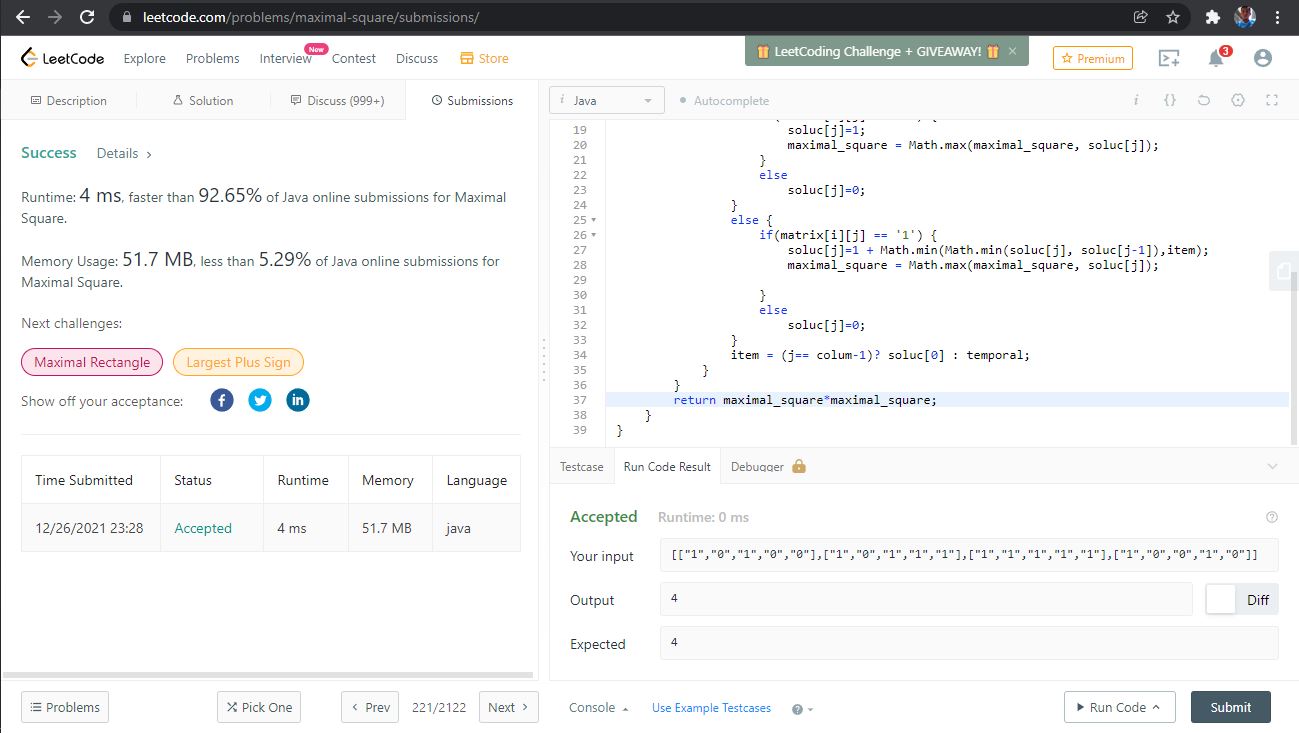 leetcode.com/problems/maximal-square/submissions/
LeetCode Explore Problems Interview New Contest Discuss Store
LeetCoding Challenge + GIVEAWAY! ×
Premium 3
Description Solution Discuss (999+) Submissions
i Java Autocomplete
Success Details >
Runtime: 4 ms, faster than 92.65% of Java online submissions for Maximal
Square.
Memory Usage: 51.7 MB, less than 5.29% of Java online submissions for
Maximal Square.
Next challenges:
Maximal Rectangle Largest Plus Sign
Show off your acceptance:
Time Submitted Status Runtime Memory Language
12/26/2021 23:28 Accepted 4 ms 51.7 MB java
19 soluc[j]=1;
20 maximal_square = Math.max(maximal_square, soluc[j]);
21 }
22 else
23 soluc[j]=0;
24 }
25 else {
26 if(matrix[i][j] == '1') {
27 soluc[j]=1 + Math.min(Math.min(soluc[j], soluc[j-1]),item);
28 maximal_square = Math.max(maximal_square, soluc[j]);
29
30 }
31 else
32 soluc[j]=0;
33 }
34 item = (j== colum-1)? soluc[0] : temporal;
35 }
36 }
37 return maximal_square*maximal_square;
38 }
39 }
Testcase Run Code Result Debugger
Accepted Runtime: 0 ms
Your input [["1","0","1","0","0"],["1","0","1","1","1"],["1","1","1","1","1"],["1","0","0","1","0"]]
Output 4 Diff
Expected 4
Problems Pick One < Prev 221/2122 Next >
Console Use Example Testcases ? Run Code Submit